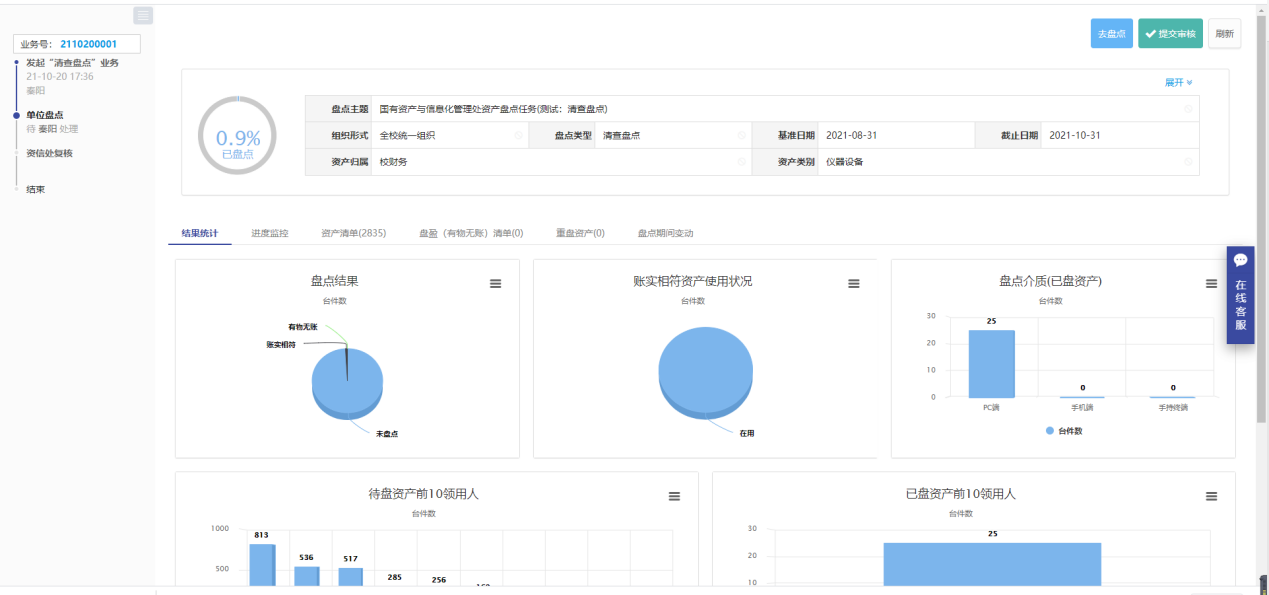 业务号： 2110200001
发起“清查盘点”业务
21-10-20 17:36
秦阳
单位盘点
待 秦阳 处理
资信处复核
结束
去盘点
提交审核
刷新
展开
0.9%
已盘点
盘点主题 国有资产与信息化管理处资产盘点任务(测试：清查盘点)
组织形式 全校统一组织 盘点类型 清查盘点 基准日期 2021-08-31 截止日期 2021-10-31
资产归属 校财务 资产类别 仪器设备
结果统计 进度监控 资产清单(2835) 盘盈（有物无账）清单(0) 重盘资产(0) 盘点期间变动
盘点结果
台件数
有物无账
账实相符
未盘点
账实相符资产使用状况
台件数
在用
盘点介质(已盘资产)
台件数
30
20
10
0
25
0
0
PC端 手机端 手持终端
台件数
在线客服
待盘资产前10领用人
台件数
1000
500
813
536
517
285
256
已盘资产前10领用人
台件数
30
20
10
25